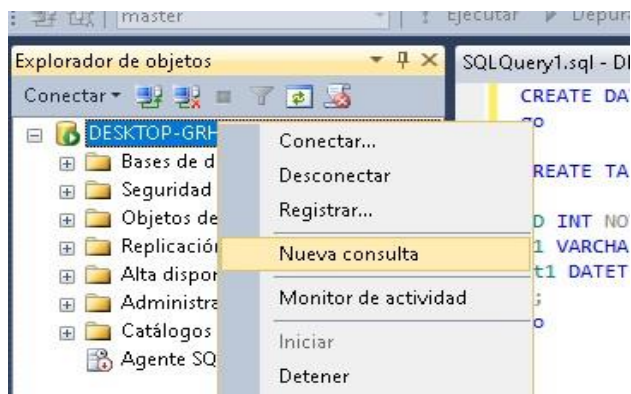 master
Ejecutar
Explorador de objetos
SQLQuery1.sql - D
Conectar
CREATE DA
go
DESKTOP-GRH
Bases de d
Seguridad
Objetos de
Replicació
Alta dispor
Administra
Catálogos
Agente SQ
Conectar...
Desconectar
Registrar...
Nueva consulta
Monitor de actividad
Iniciar
Detener
REATE TA
D INT NO
1 VARCHA
t1 DATET
;
o